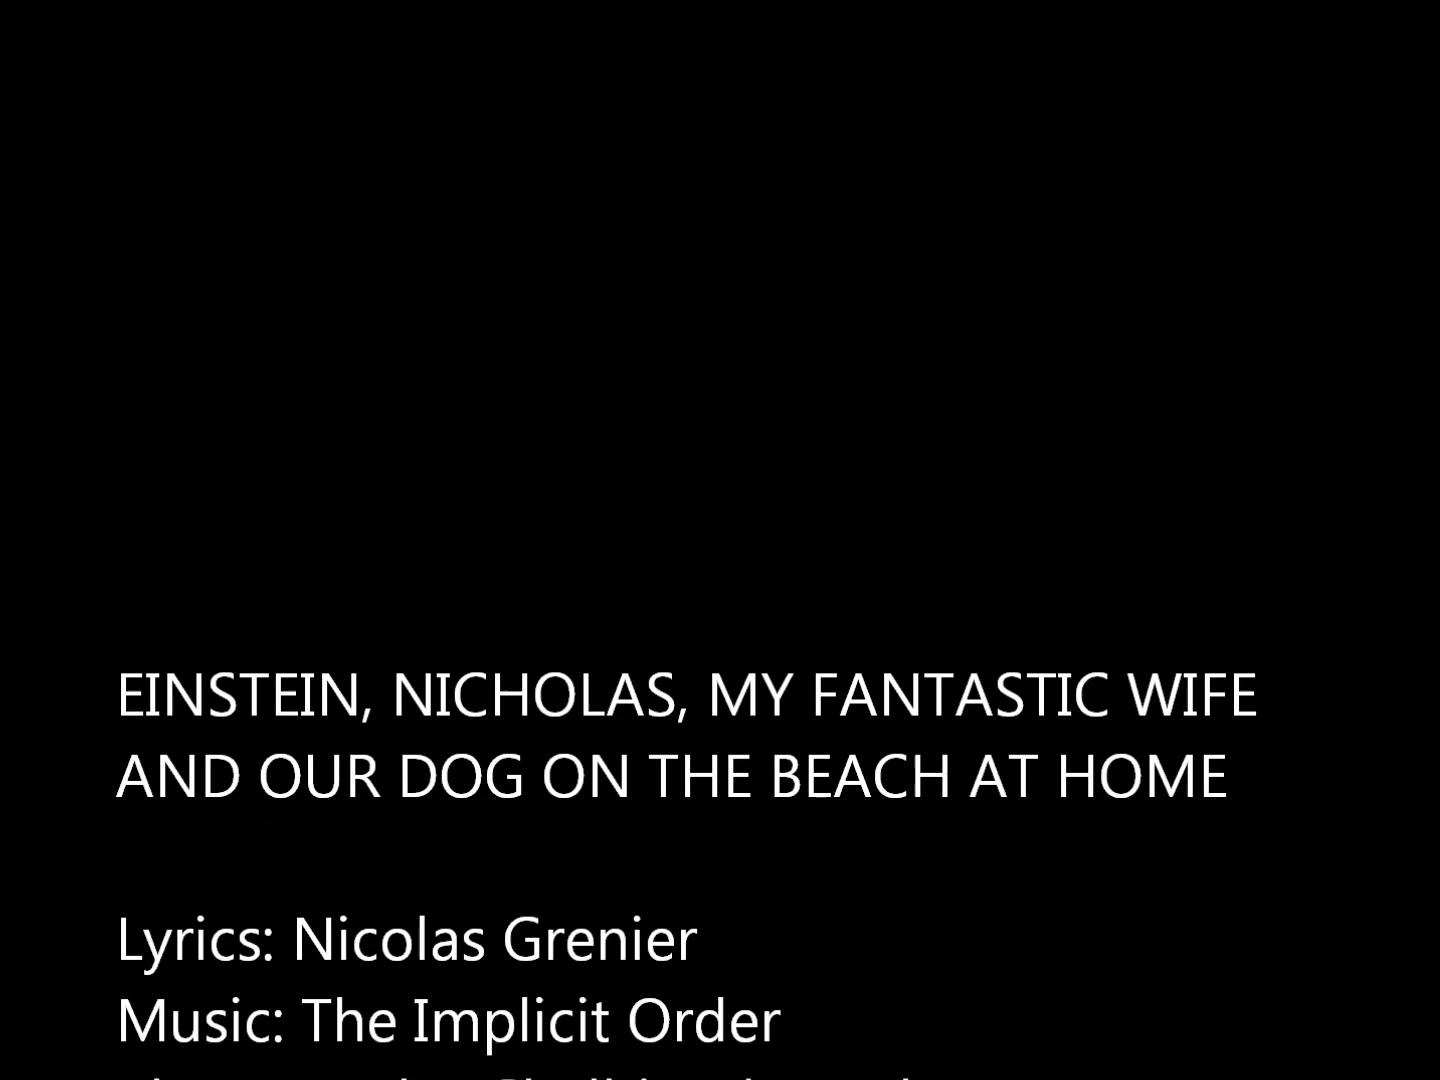 EINSTEIN, NICHOLAS, MY FANTASTIC WIFE
AND OUR DOG ON THE BEACH AT HOME
Lyrics: Nicolas Grenier
Music: The Implicit Order